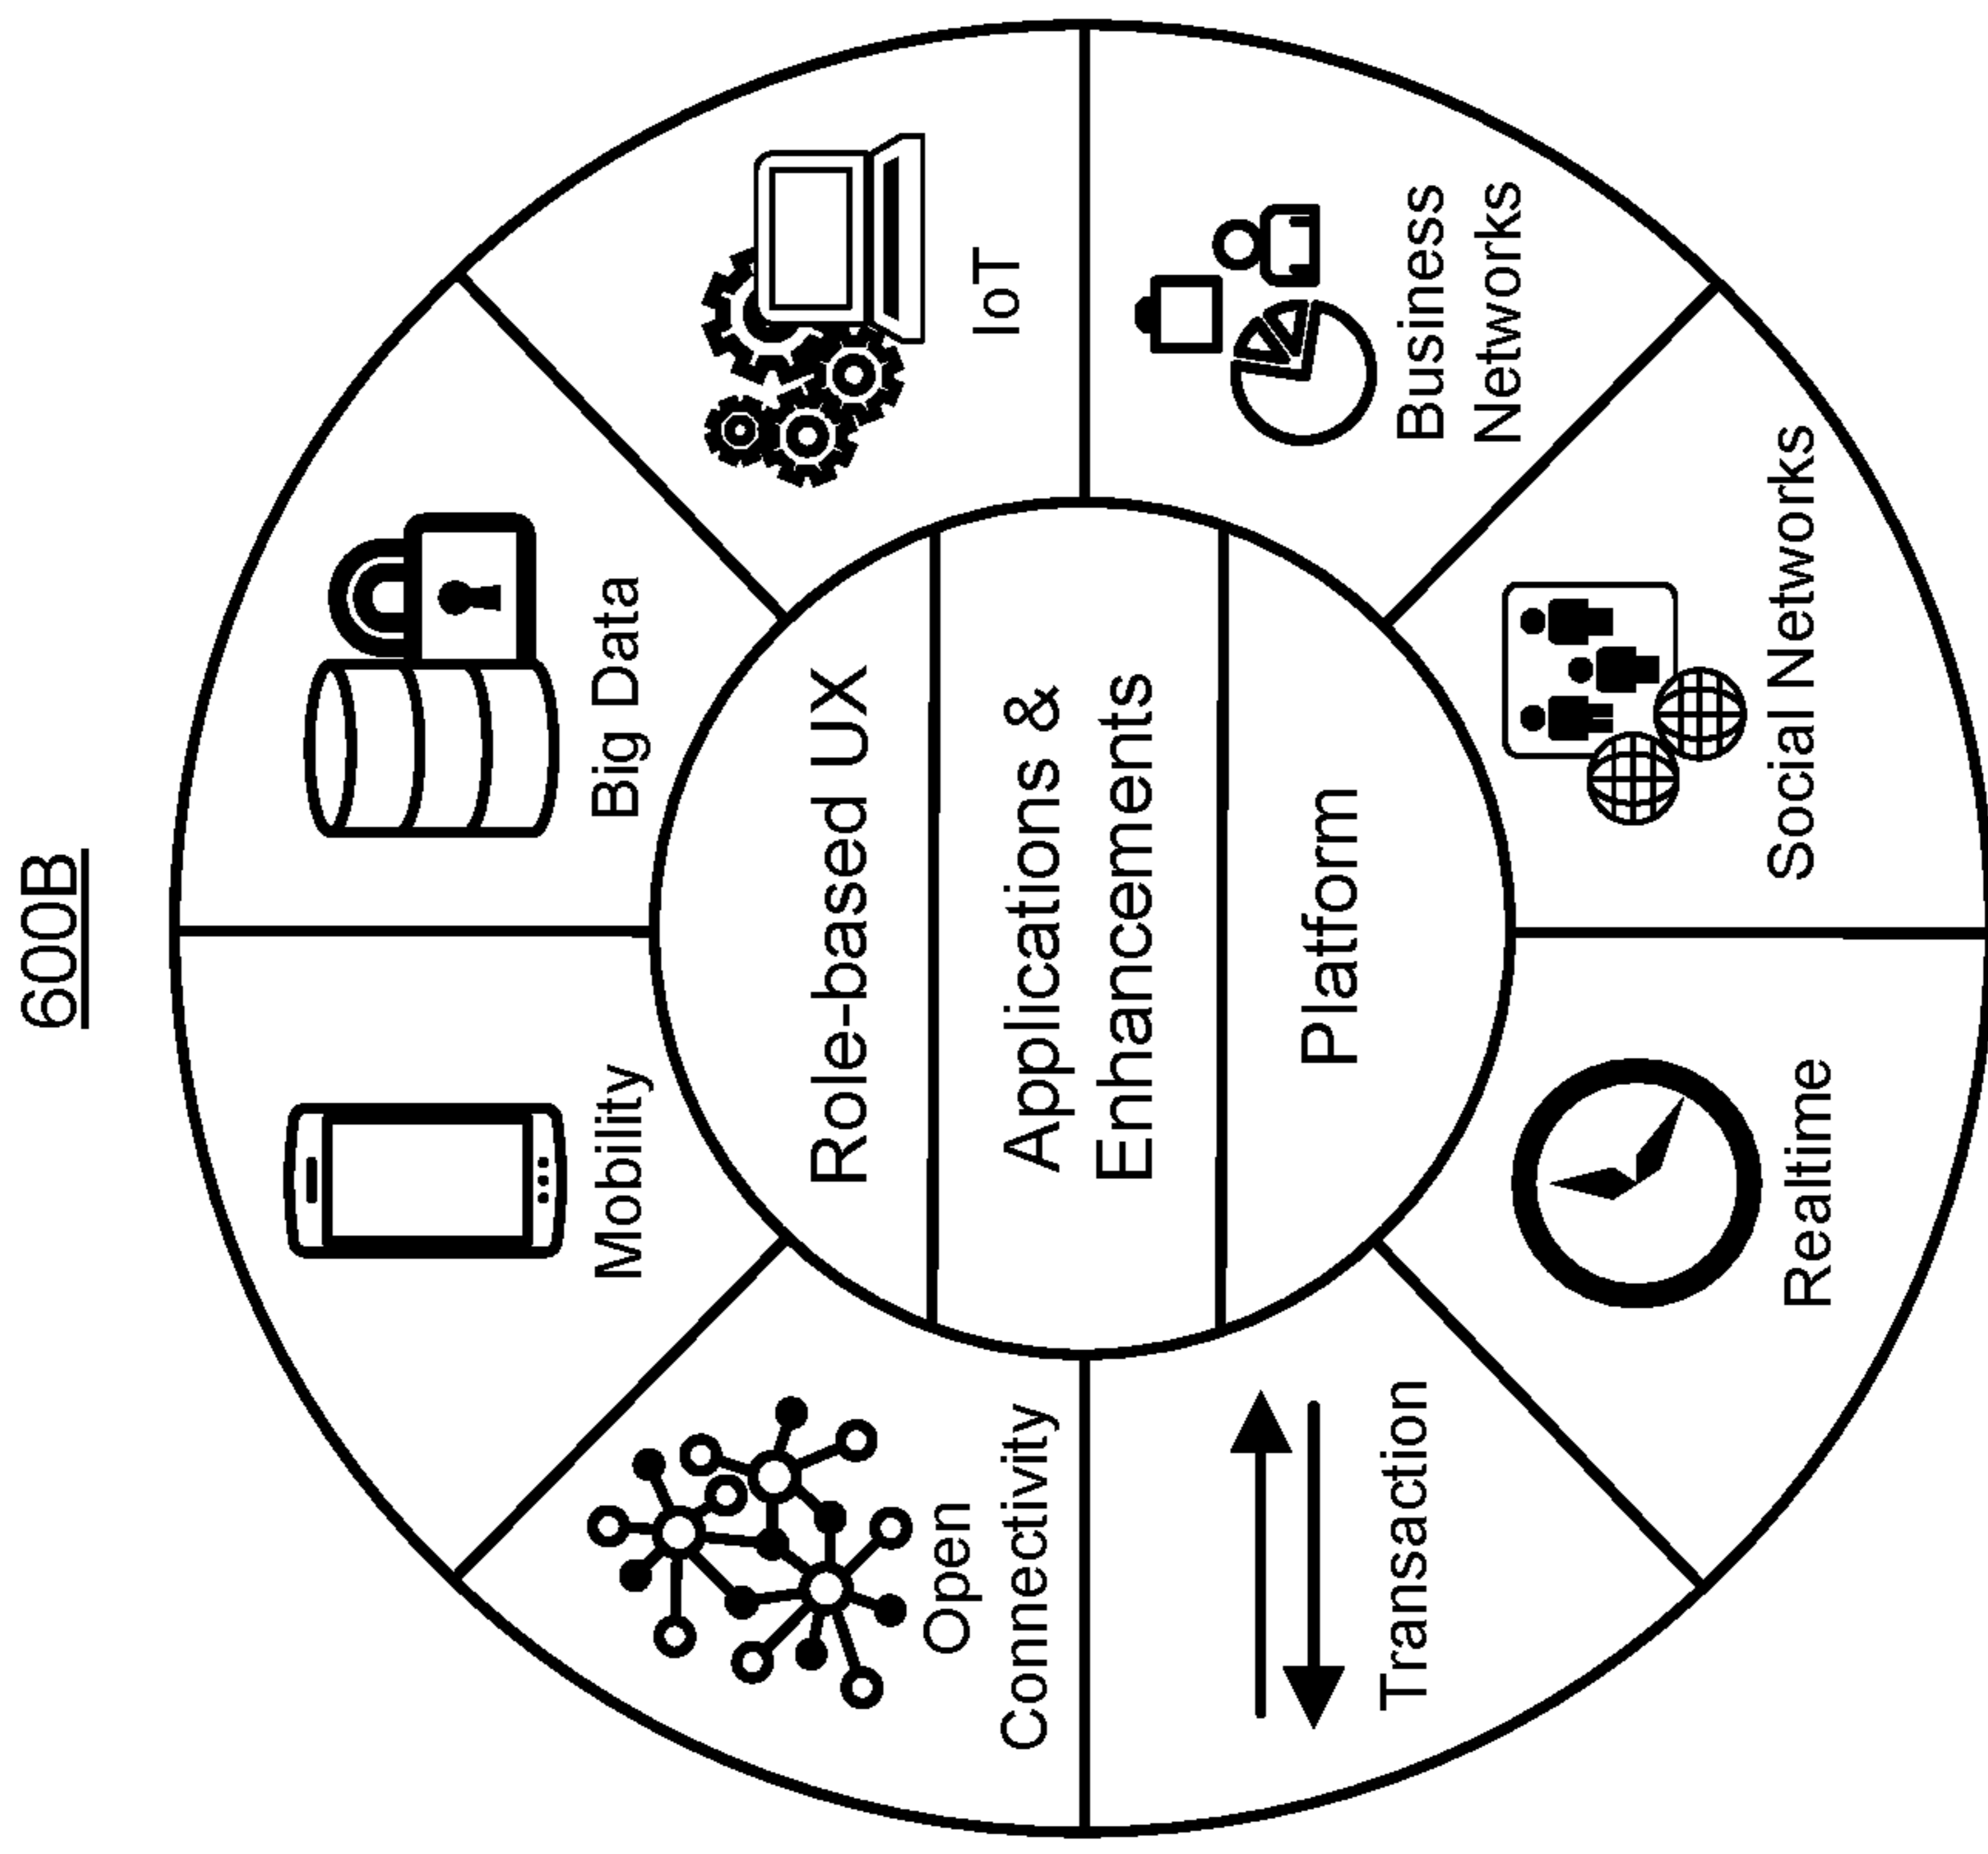 600B
Mobility
Big Data
Open
Connectivity
IoT
Role-based UX
Applications &
Enhancements
Platform
Transaction
Business
Networks
Realtime
Social Networks